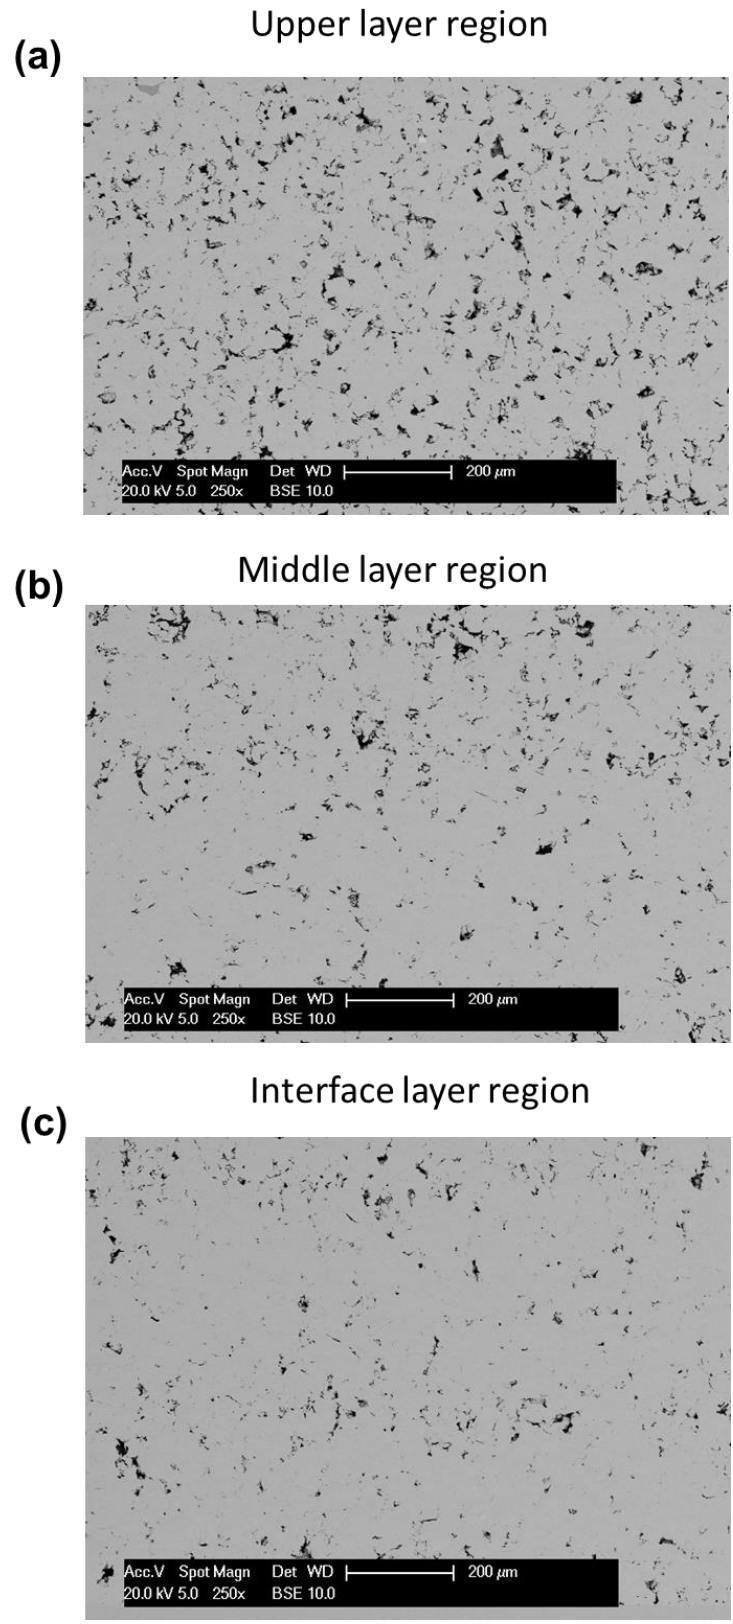 Upper layer region
(a)
Acc.V Spot Magn Det WD 200 μm
20.0 kV 5.0 250x BSE 10.0
Middle layer region
(b)
Acc.V Spot Magn Det WD 200 μm
20.0 kV 5.0 250x BSE 10.0
Interface layer region
(c)
Acc.V Spot Magn Det WD 200 μm
20.0 kV 5.0 250x BSE 10.0